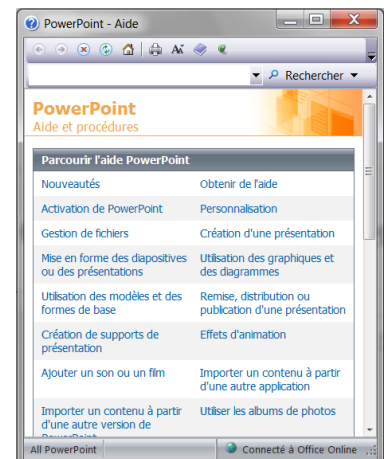 PowerPoint - Aide
Rechercher
PowerPoint
Aide et procédures
Parcourir l'aide PowerPoint
Nouveautés
Obtenir de l'aide
Activation de PowerPoint
Personnalisation
Gestion de fichiers
Création d'une présentation
Mise en forme des diapositives
ou des présentations
Utilisation des graphiques et
des diagrammes
Utilisation des modèles et des
formes de base
Remise, distribution ou
publication d'une présentation
Création de supports de
présentation
Effets d'animation
Ajouter un son ou un film
Importer un contenu à partir
d'une autre application
Importer un contenu à partir
d'une autre version de
PowerPoint
Utiliser les albums de photos
All PowerPoint
Connecté à Office Online